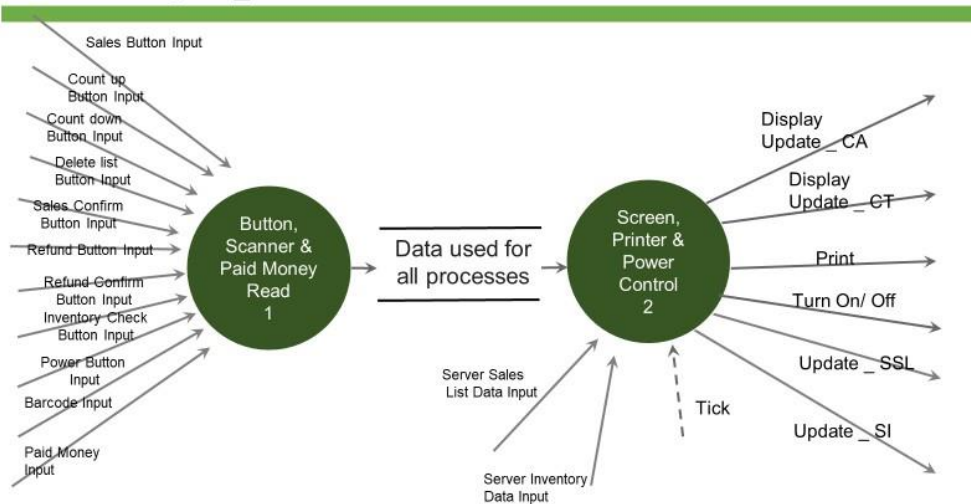 Sales Button Input
Count up
Button Input
Count down
Button Input
Delete list
Button Input
Sales Confirm
Button Input
Refund Button Input
Refund Confirm
Button Input
Inventory Check
Button Input
Power Button
Input
Barcode Input
Paid Money
Input
Button,
Scanner &
Paid Money
Read
1
Data used for
all processes
Screen,
Printer &
Power
Control
2
Server Sales
List Data Input
Server Inventory
Data Input
Tick
Display
Update _ CA
Display
Update _ CT
Print
Turn On/ Off
Update _ SSL
Update _ SI